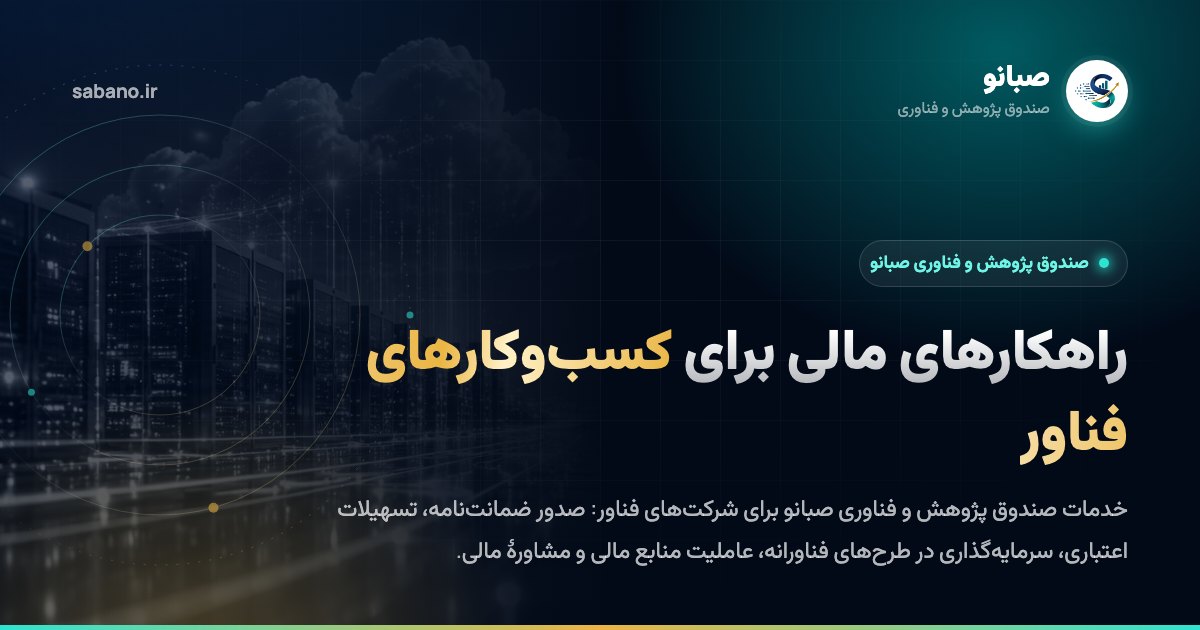 صبانو
صندوق پژوهش و فناوری
sabano.ir
صندوق پژوهش و فناوری صبانو
راهکارهای مالی برای کسب‌وکارهای
فناور
خدمات صندوق پژوهش و فناوری صبانو برای شرکت‌های فناور: صدور ضمانت‌نامه، تسهیلات
اعتباری، سرمایه‌گذاری در طرح‌های فناورانه، عاملیت منابع مالی و مشاورهٔ مالی.